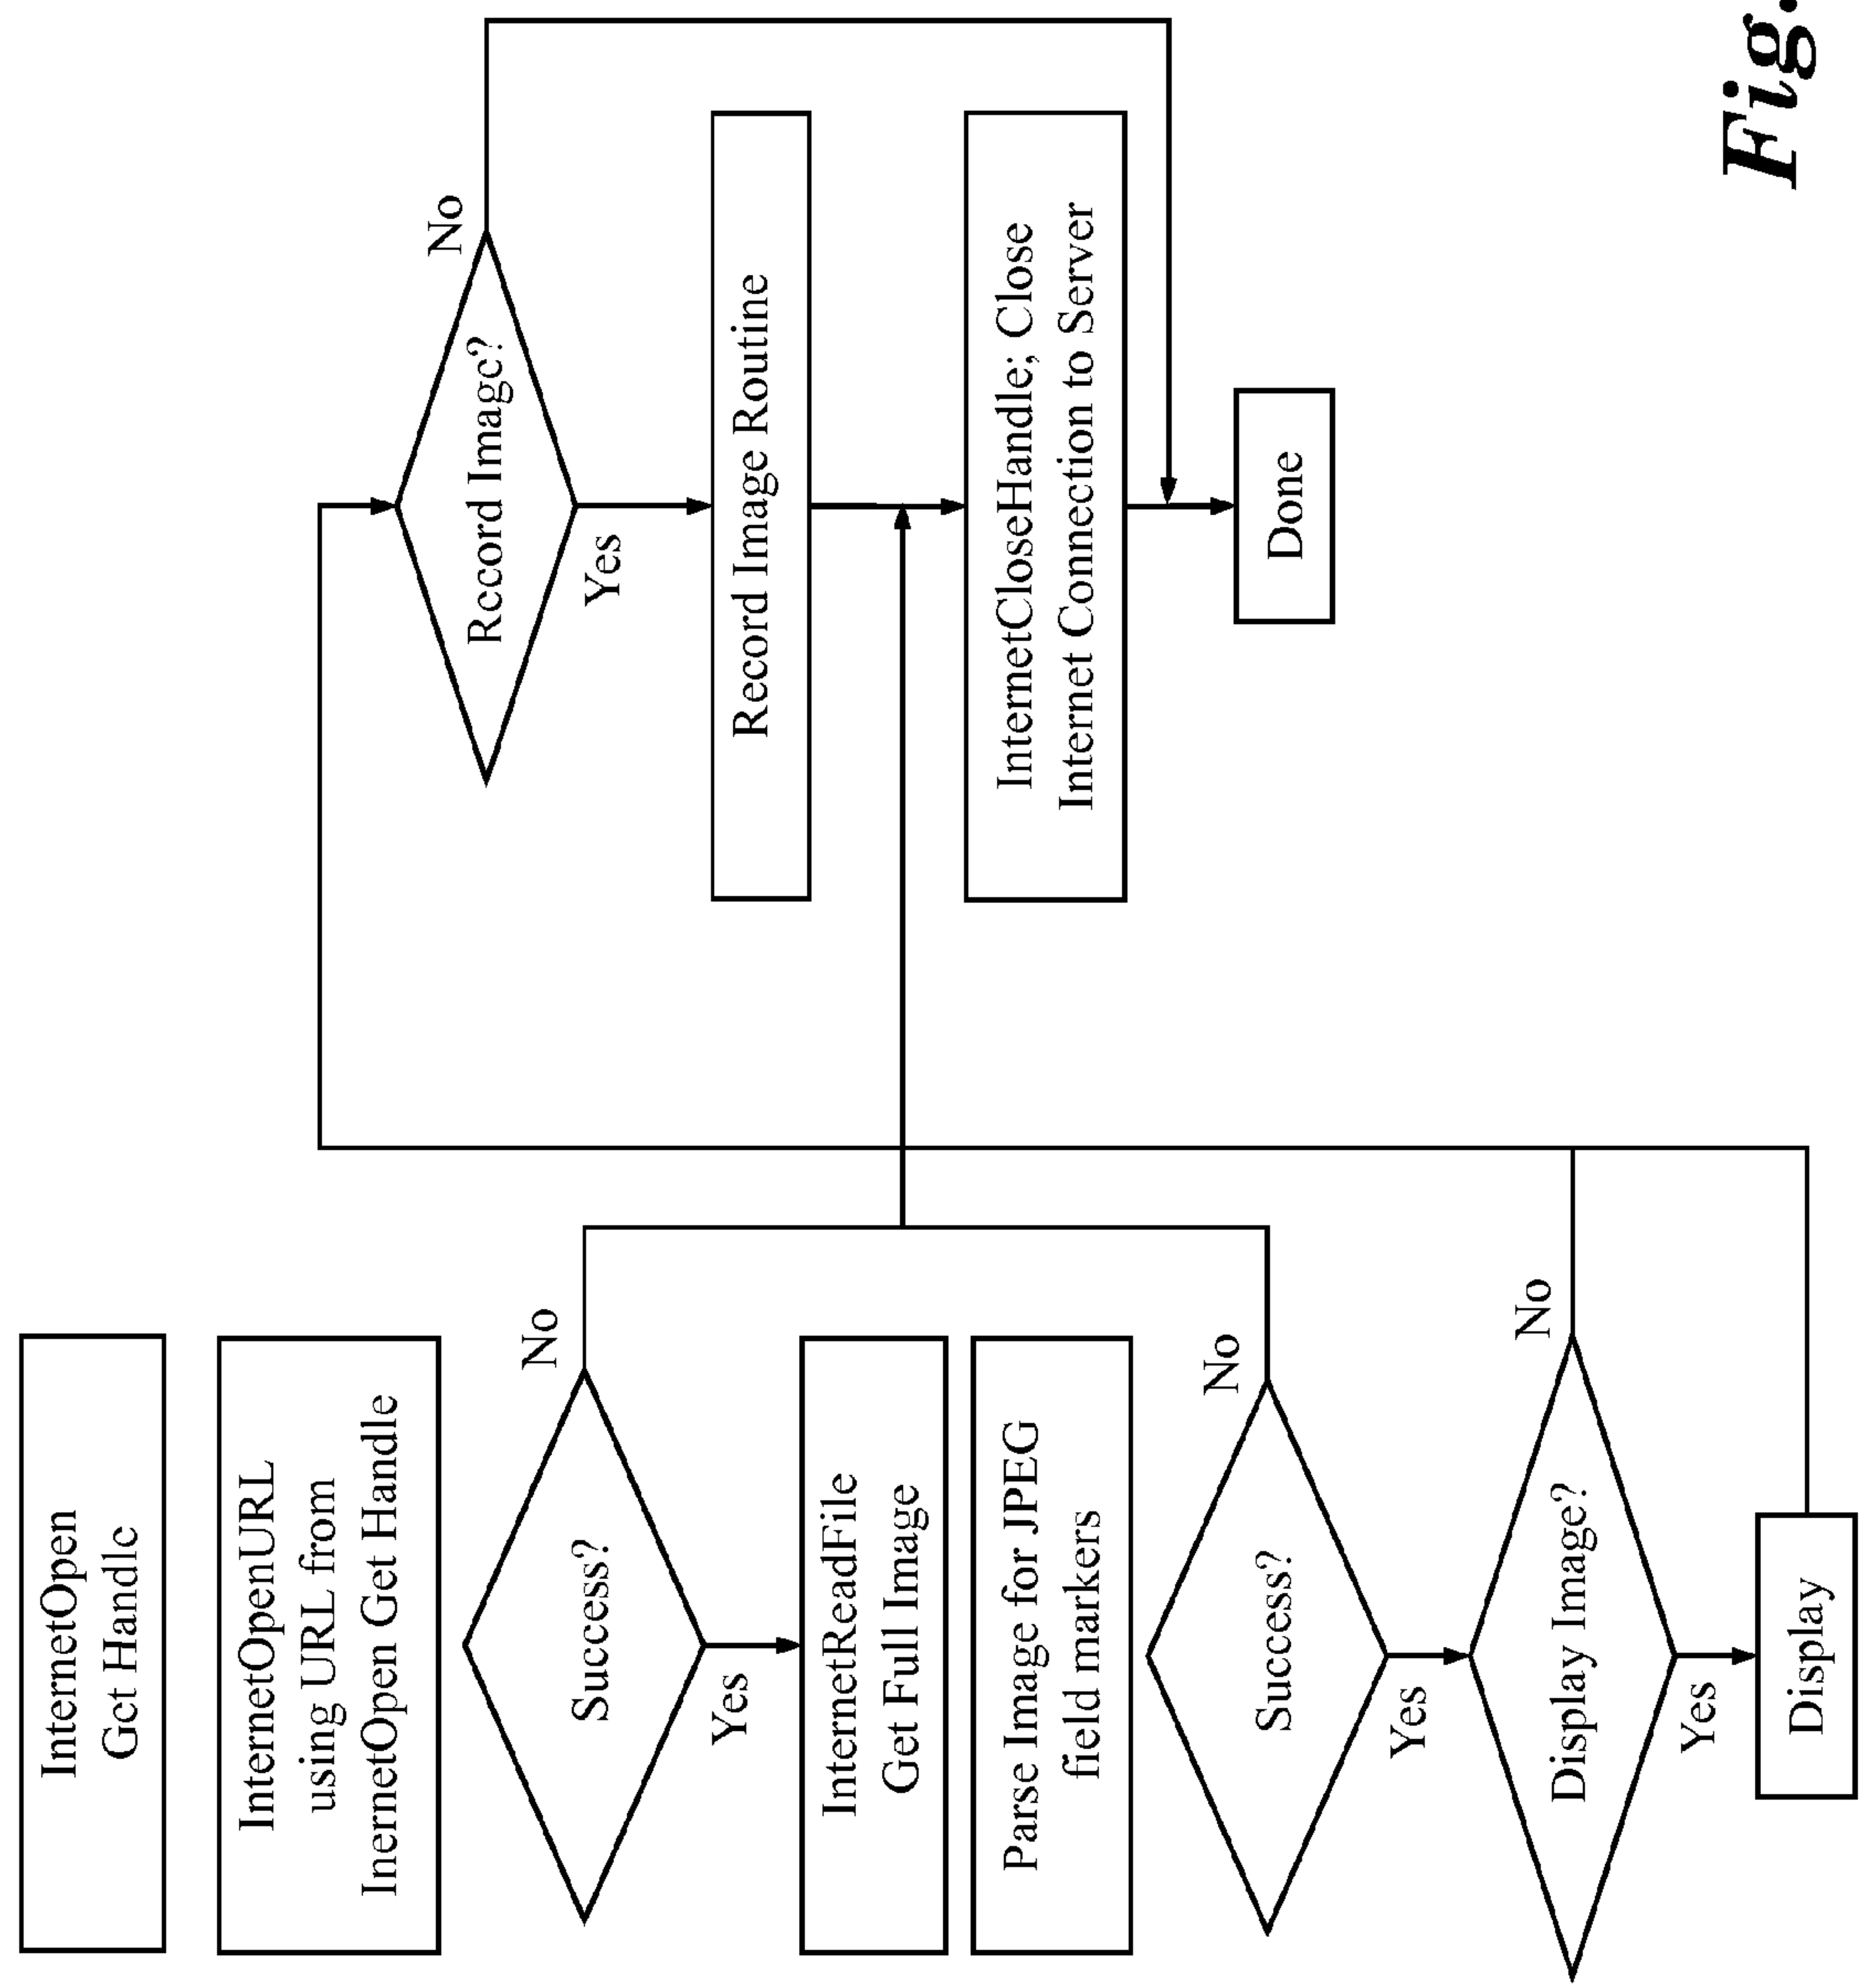 InternetOpen
Get Handle
InternetOpenURL
using URL from
InernetOpen Get Handle
Success?
No
Yes
InternetReadFile
Get Full Image
Parse Image for JPEG
field markers
Success?
No
Yes
Display Image?
No
Yes
Display
Record Image?
No
Yes
Record Image Routine
InternetCloseHandle; Close
Internet Connection to Server
Done
Fig.